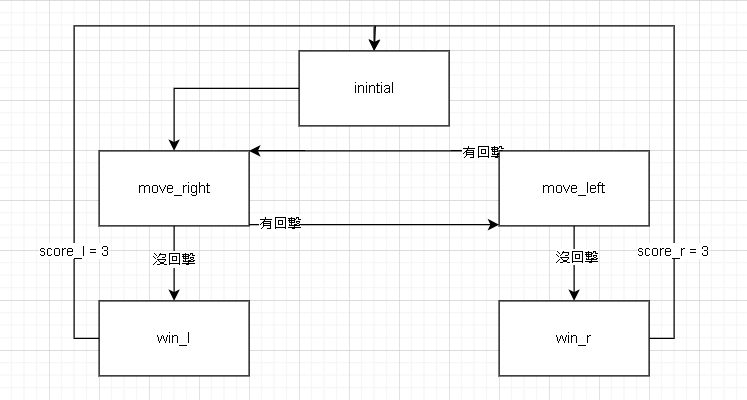 inintial
有回擊
move_right
move_left
有回擊
score_l = 3
沒回擊
沒回擊
score_r = 3
win_l
win_r